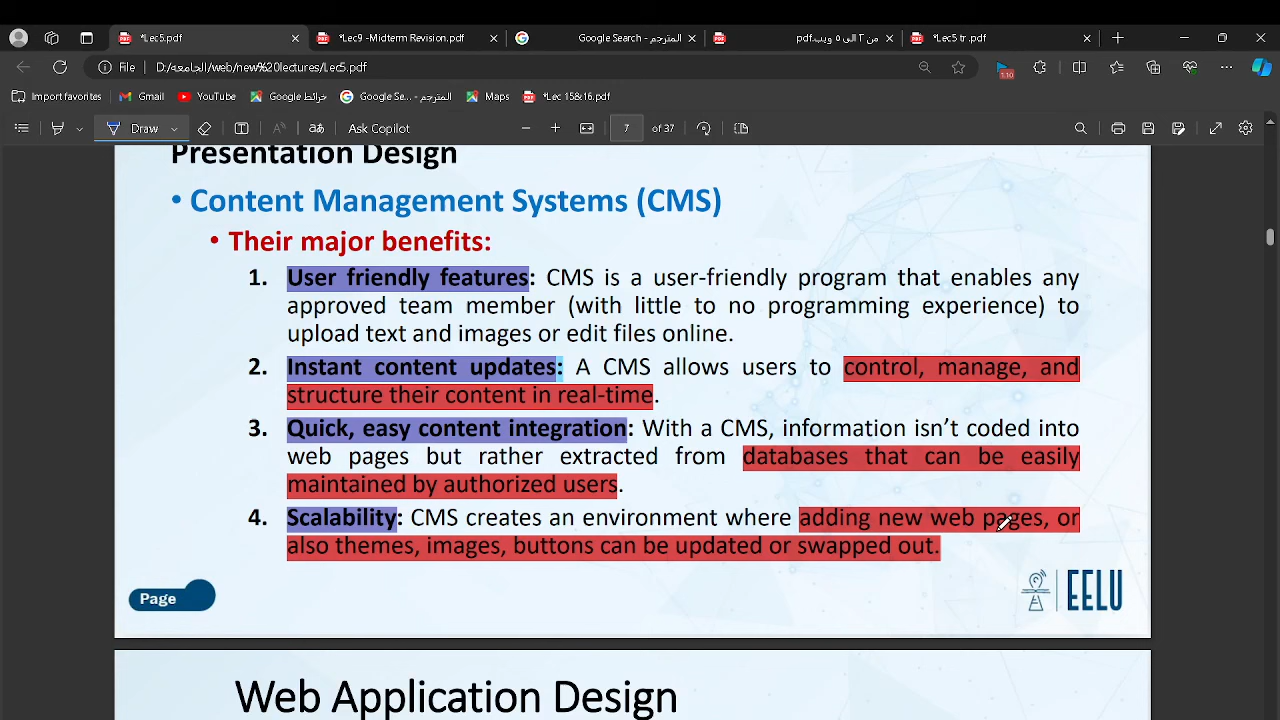 *Lec5.pdf
*Lec9 -Midterm Revision.pdf
المترجم - Google Search
من ٢ الى ٥ ويب.pdf
*Lec5 tr.pdf
File
D:/الجامعه/web/new%20lectures/Lec5.pdf
1.10
Import favorites
Gmail
YouTube
خرائط Google
المترجم - Google Se...
Maps
*Lec 15&16.pdf
Draw
Ask Copilot
7 of 37
Presentation Design
• Content Management Systems (CMS)
• Their major benefits:
1. User friendly features: CMS is a user-friendly program that enables any
approved team member (with little to no programming experience) to
upload text and images or edit files online.
2. Instant content updates: A CMS allows users to control, manage, and
structure their content in real-time.
3. Quick, easy content integration: With a CMS, information isn't coded into
web pages but rather extracted from databases that can be easily
maintained by authorized users.
4. Scalability: CMS creates an environment where adding new web pages, or
also themes, images, buttons can be updated or swapped out.
Page
EELU
Web Application Design